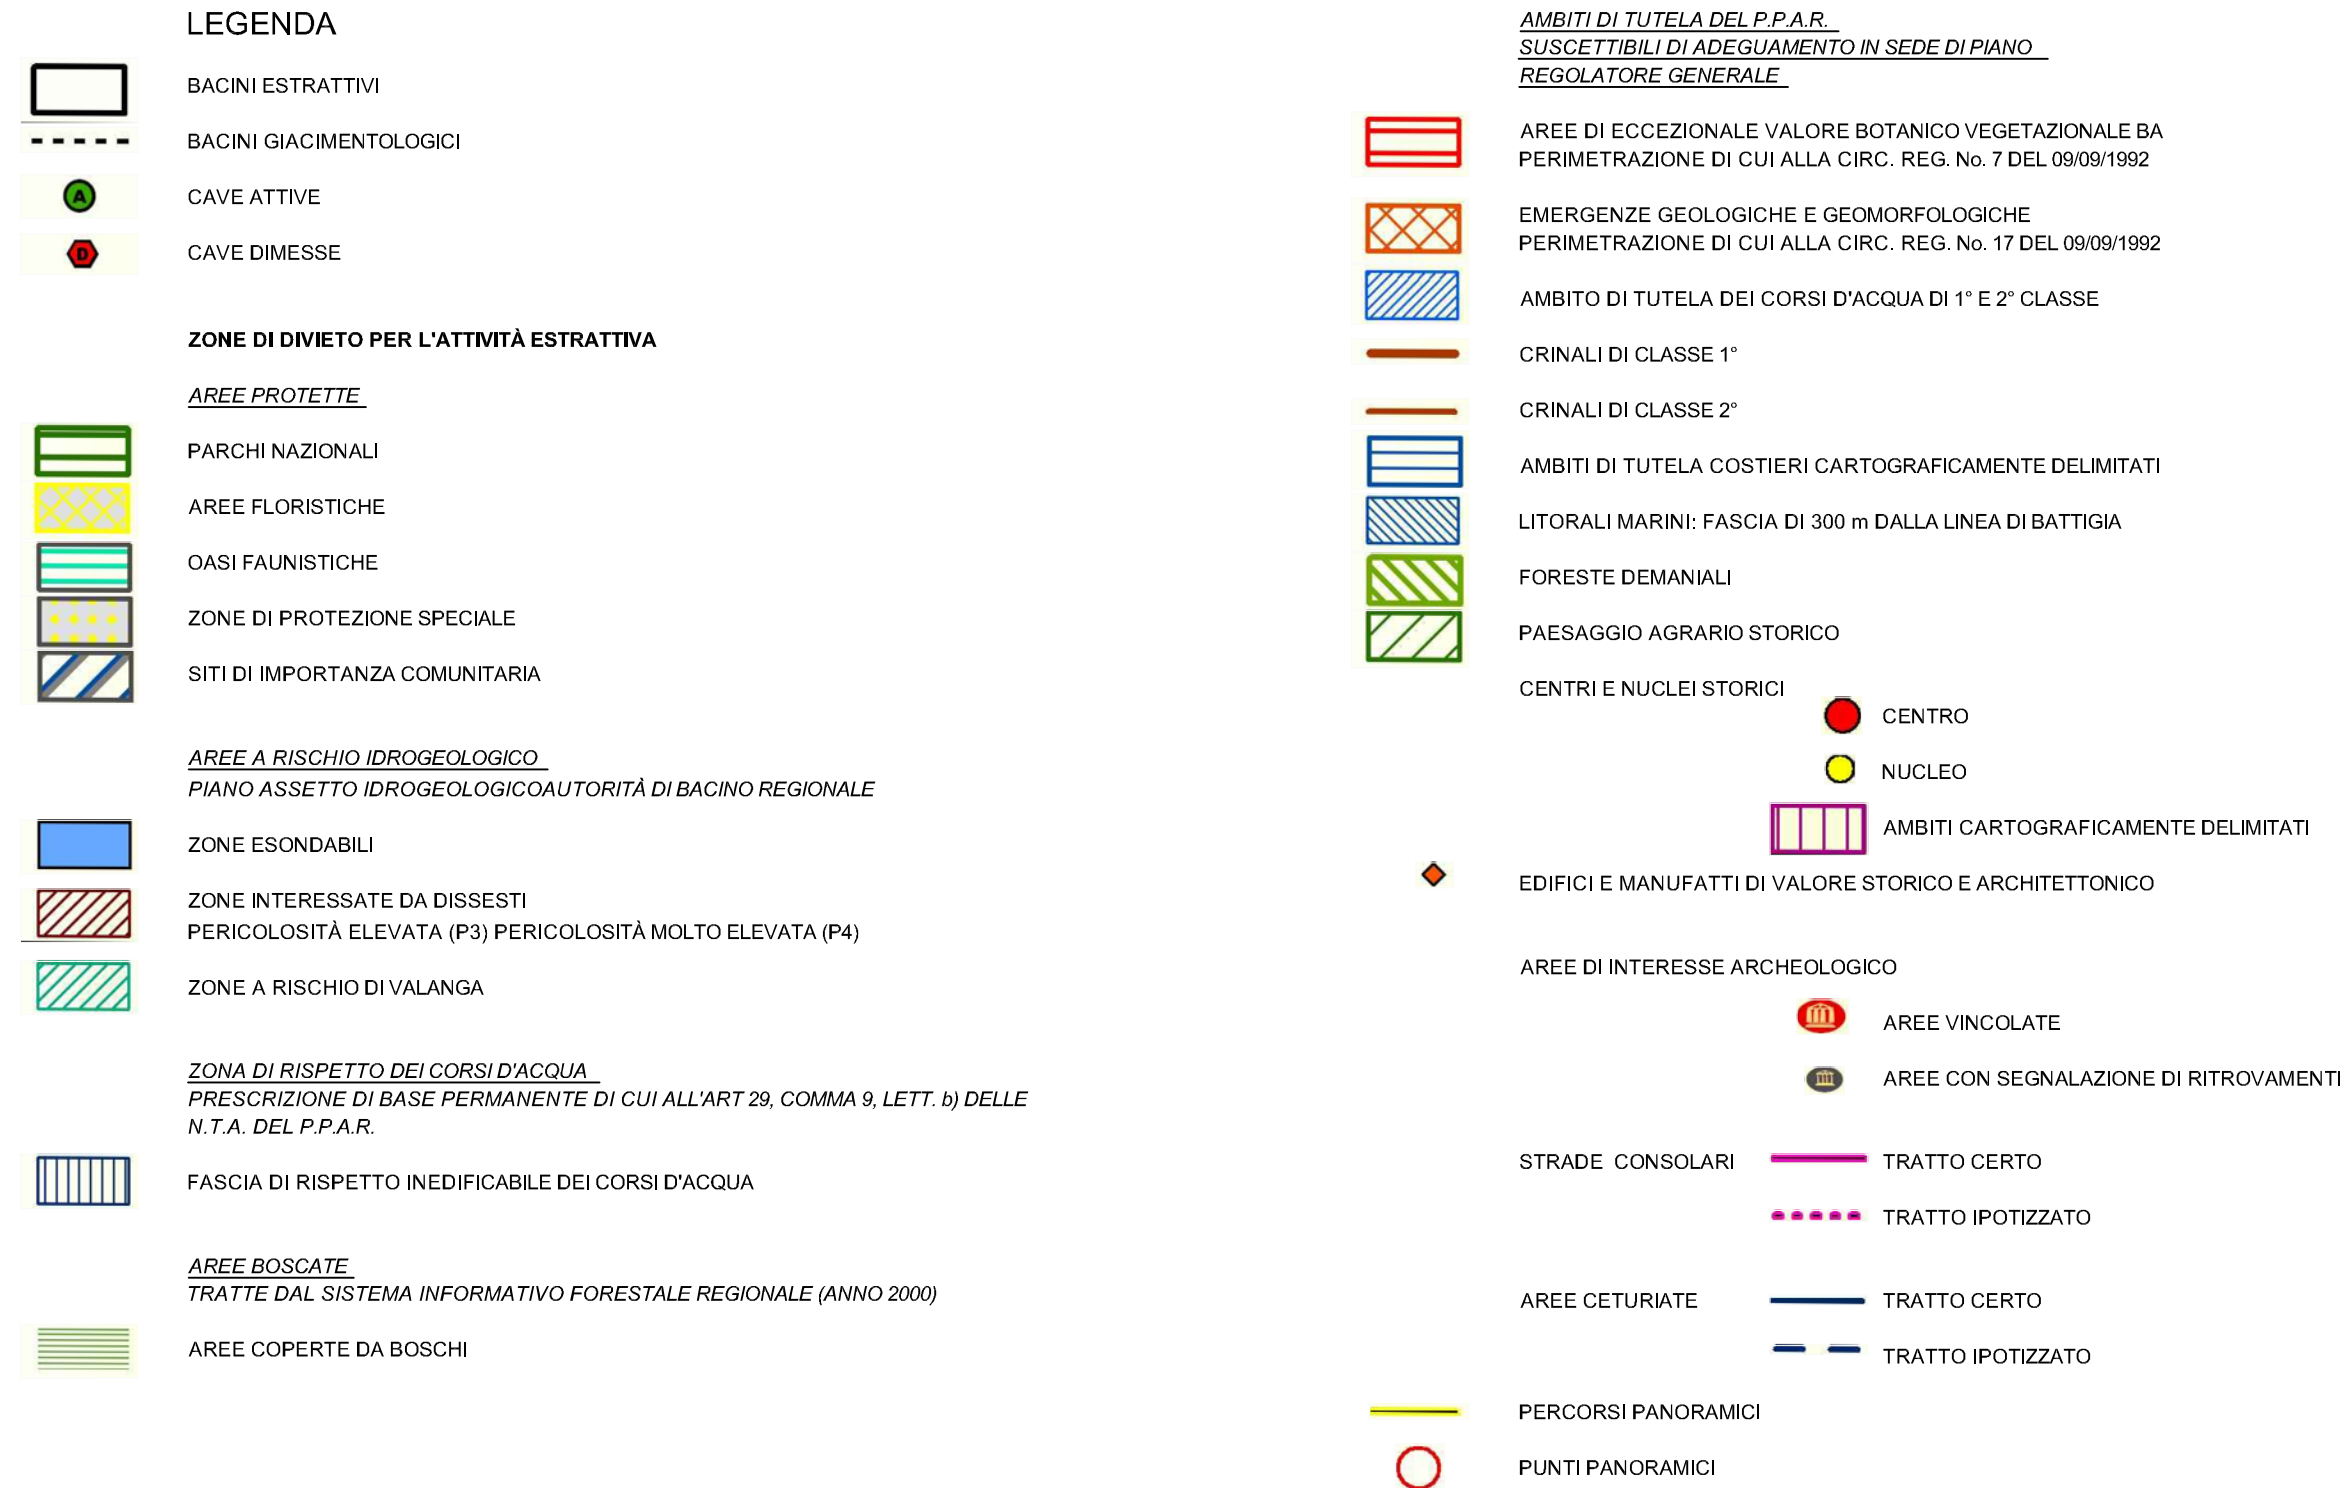 LEGENDA
BACINI ESTRATTIVI
BACINI GIACIMENTOLOGICI
A
CAVE ATTIVE
D
CAVE DIMESSE
ZONE DI DIVIETO PER L'ATTIVITÀ ESTRATTIVA
AREE PROTETTE
PARCHI NAZIONALI
AREE FLORISTICHE
OASI FAUNISTICHE
ZONE DI PROTEZIONE SPECIALE
SITI DI IMPORTANZA COMUNITARIA
AREE A RISCHIO IDROGEOLOGICO
PIANO ASSETTO IDROGEOLOGICOAUTORITÀ DI BACINO REGIONALE
ZONE ESONDABILI
ZONE INTERESSATE DA DISSESTI
PERICOLOSITÀ ELEVATA (P3) PERICOLOSITÀ MOLTO ELEVATA (P4)
ZONE A RISCHIO DI VALANGA
ZONA DI RISPETTO DEI CORSI D'ACQUA
PRESCRIZIONE DI BASE PERMANENTE DI CUI ALL'ART 29, COMMA 9, LETT. b) DELLE
N.T.A. DEL P.P.A.R.
FASCIA DI RISPETTO INEDIFICABILE DEI CORSI D'ACQUA
AREE BOSCATE
TRATTE DAL SISTEMA INFORMATIVO FORESTALE REGIONALE (ANNO 2000)
AREE COPERTE DA BOSCHI
AMBITI DI TUTELA DEL P.P.A.R.
SUSCETTIBILI DI ADEGUAMENTO IN SEDE DI PIANO
REGOLATORE GENERALE
AREE DI ECCEZIONALE VALORE BOTANICO VEGETAZIONALE BA
PERIMETRAZIONE DI CUI ALLA CIRC. REG. No. 7 DEL 09/09/1992
EMERGENZE GEOLOGICHE E GEOMORFOLOGICHE
PERIMETRAZIONE DI CUI ALLA CIRC. REG. No. 17 DEL 09/09/1992
AMBITO DI TUTELA DEI CORSI D'ACQUA DI 1° E 2° CLASSE
CRINALI DI CLASSE 1°
CRINALI DI CLASSE 2°
AMBITI DI TUTELA COSTIERI CARTOGRAFICAMENTE DELIMITATI
LITORALI MARINI: FASCIA DI 300 m DALLA LINEA DI BATTIGIA
FORESTE DEMANIALI
PAESAGGIO AGRARIO STORICO
CENTRI E NUCLEI STORICI
CENTRO
NUCLEO
AMBITI CARTOGRAFICAMENTE DELIMITATI
EDIFICI E MANUFATTI DI VALORE STORICO E ARCHITETTONICO
AREE DI INTERESSE ARCHEOLOGICO
AREE VINCOLATE
AREE CON SEGNALAZIONE DI RITROVAMENTI
STRADE CONSOLARI TRATTO CERTO
TRATTO IPOTIZZATO
AREE CETURIATE TRATTO CERTO
TRATTO IPOTIZZATO
PERCORSI PANORAMICI
PUNTI PANORAMICI